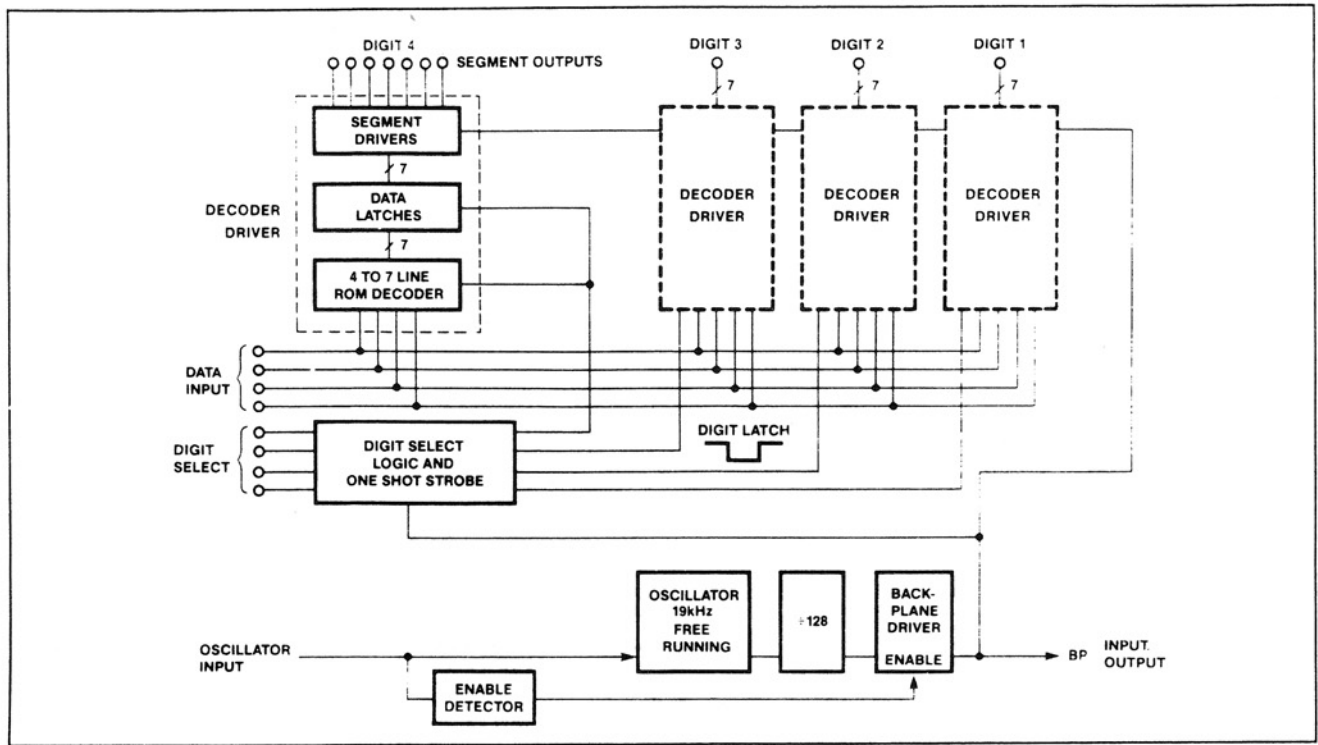 DIGIT 4
DIGIT 3
DIGIT 2
DIGIT 1
SEGMENT OUTPUTS
7
7
7
SEGMENT
DRIVERS
7
DATA
LATCHES
7
4 TO 7 LINE
ROM DECODER
DECODER
DRIVER
DECODER
DRIVER
DECODER
DRIVER
DECODER
DRIVER
DATA
INPUT
DIGIT
SELECT
DIGIT SELECT
LOGIC AND
ONE SHOT STROBE
DIGIT LATCH
OSCILLATOR
INPUT
OSCILLATOR
19kHz
FREE
RUNNING
÷128
BACK-
PLANE
DRIVER
ENABLE
BP
INPUT.
OUTPUT
ENABLE
DETECTOR